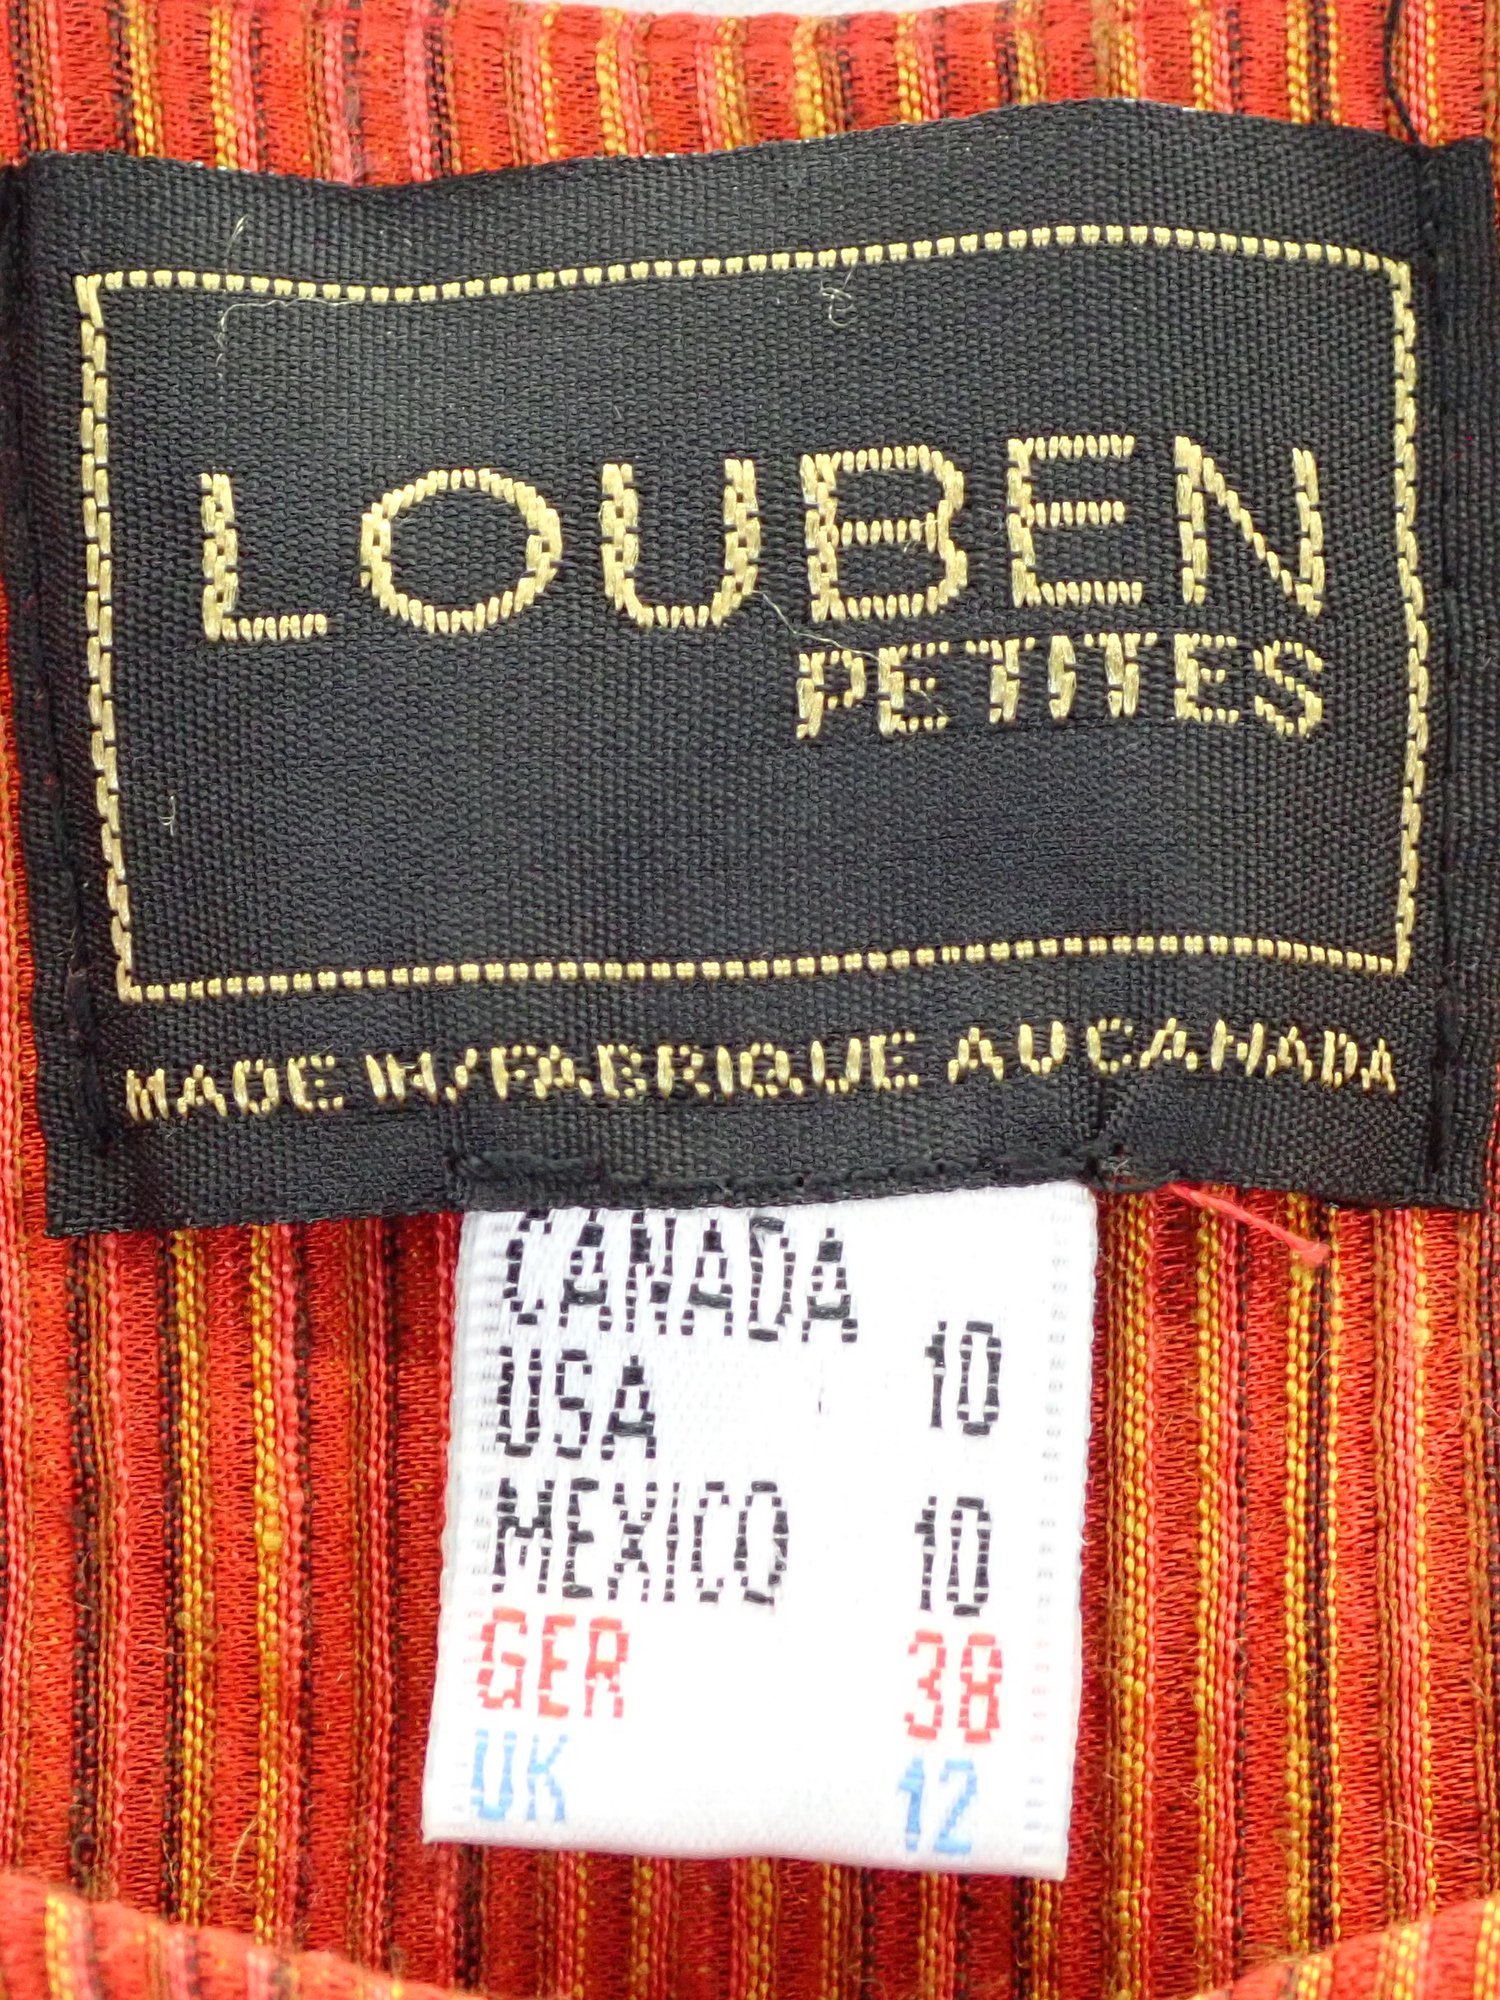 LOUBEN
PETITES
MADE IN/FABRIQUE AU CANADA
CANADA
USA 10
MEXICO 10
GER 38
UK 12